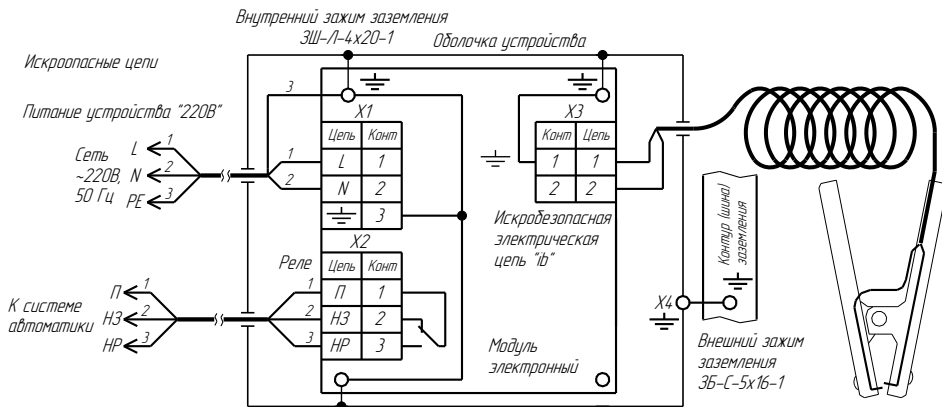 Внутренний зажим заземления
ЗШ-Л-4х20-1
Оболочка устройства
Искроопасные цепи
Питание устройства "220В"
Сеть
~220В,
50 Гц
L 1
N 2
PE 3
3
1
2
X1
Цепь Конт
L 1
N 2
3
X2
Реле
Цепь Конт
П 1
НЗ 2
НР 3
1
2
3
К системе
автоматики
П 1
НЗ 2
НР 3
X3
Конт Цепь
1 1
2 2
Искробезопасная
электрическая
цепь "ib"
Модуль
электронный
X4
Контур (шина)
заземления
Внешний зажим
заземления
ЗБ-С-5х16-1